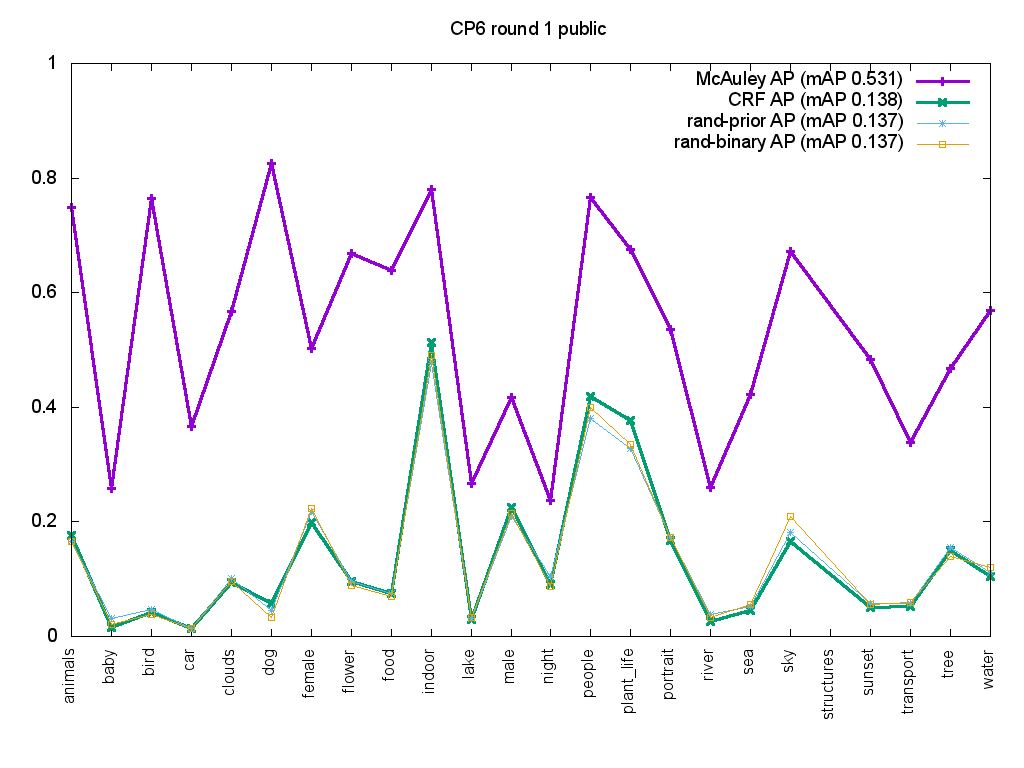 CP6 round 1 public
1
0.8
0.6
0.4
0.2
0
McAuley AP (mAP 0.531)
CRF AP (mAP 0.138)
rand-prior AP (mAP 0.137)
rand-binary AP (mAP 0.137)
animals
baby
bird
car
clouds
dog
female
flower
food
indoor
lake
male
night
people
plant_life
portrait
river
sea
sky
structures
sunset
transport
tree
water